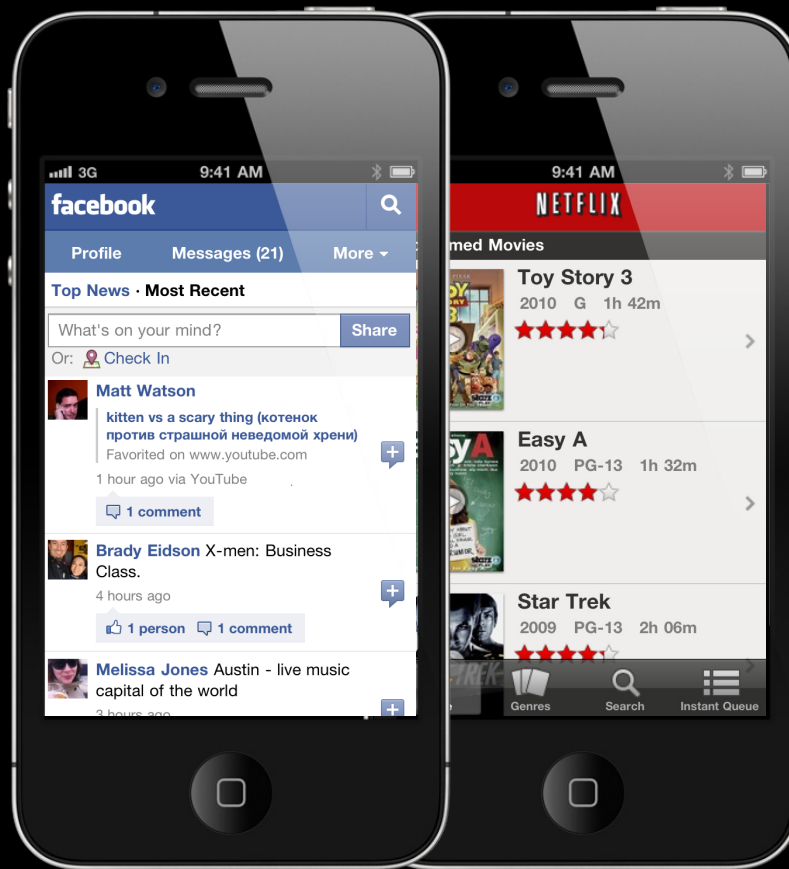 3G 9:41 AM
facebook
Profile Messages (21) More
Top News · Most Recent
What's on your mind? Share
Or: Check In
Matt Watson
kitten vs a scary thing (котенок
против страшной неведомой хрени)
Favorited on www.youtube.com
1 hour ago via YouTube
1 comment
Brady Eidson X-men: Business
Class.
4 hours ago
1 person 1 comment
Melissa Jones Austin - live music
capital of the world
3 hours ago
9:41 AM
NETFLIX
med Movies
Toy Story 3
2010 G 1h 42m
Easy A
2010 PG-13 1h 32m
Star Trek
2009 PG-13 2h 06m
Genres Search Instant Queue